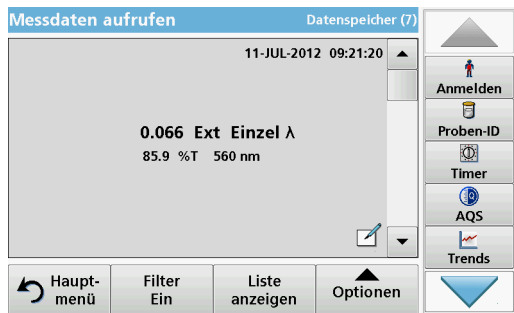 Messdaten aufrufen
Datenspeicher (7)
11-JUL-2012 09:21:20
0.066 Ext Einzel λ
85.9 %T 560 nm
Anmelden
Proben-ID
Timer
AQS
Trends
Haupt-
menü
Filter
Ein
Liste
anzeigen
Optionen